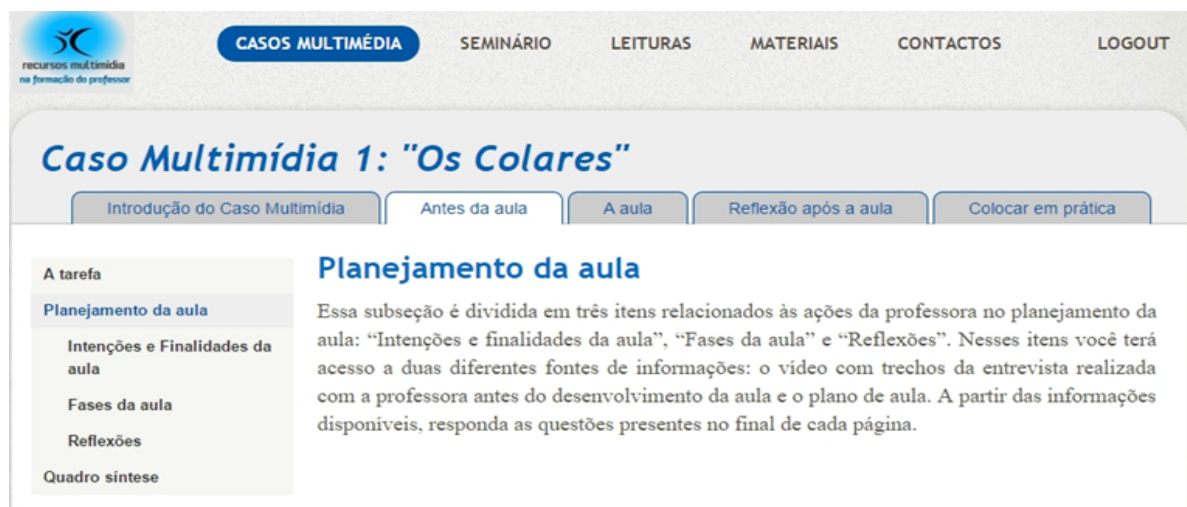 recursos multimídia
na formação do professor
CASOS MULTIMÉDIA SEMINÁRIO LEITURAS MATERIAIS CONTACTOS LOGOUT
Caso Multimídia 1: "Os Colares"
Introdução do Caso Multimídia Antes da aula A aula Reflexão após a aula Colocar em prática
A tarefa
Planejamento da aula
Intenções e Finalidades da
aula
Fases da aula
Reflexões
Quadro síntese
Planejamento da aula
Essa subseção é dividida em três itens relacionados às ações da professora no planejamento da
aula: “Intenções e finalidades da aula”, “Fases da aula” e “Reflexões”. Nesses itens você terá
acesso a duas diferentes fontes de informações: o vídeo com trechos da entrevista realizada
com a professora antes do desenvolvimento da aula e o plano de aula. A partir das informações
disponíveis, responda as questões presentes no final de cada página.